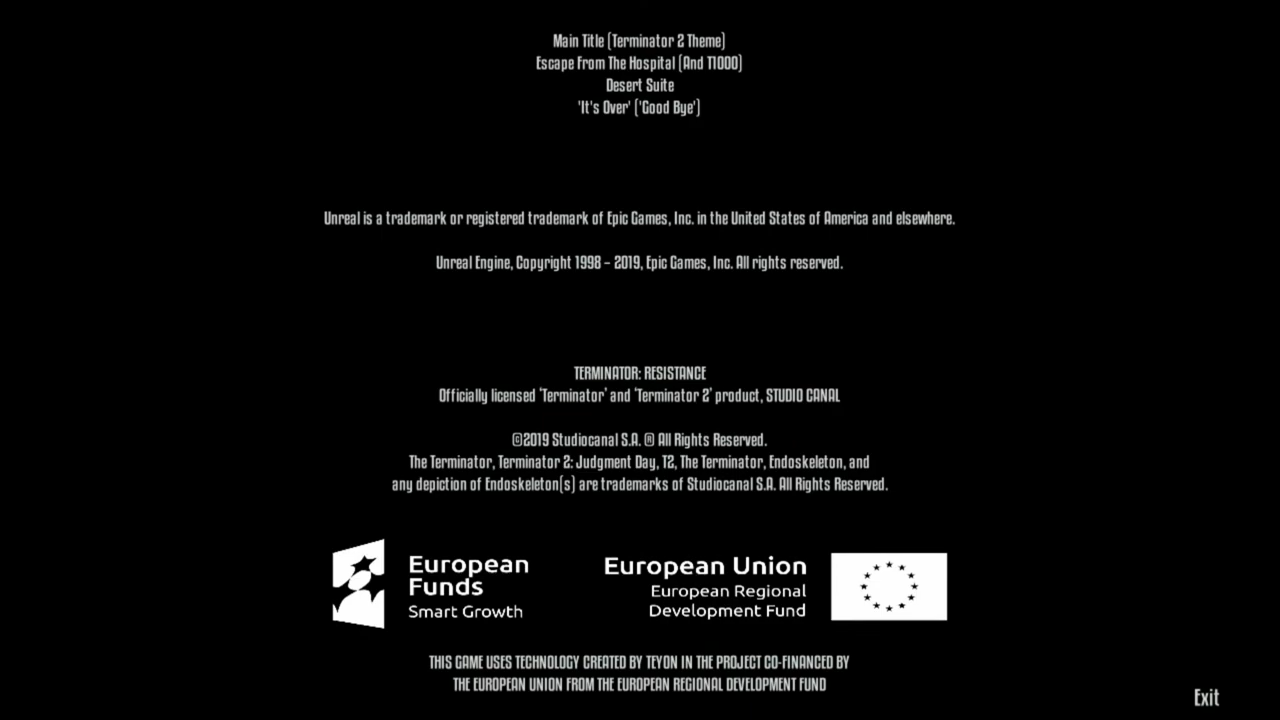 Main Title (Terminator 2 Theme)
Escape From The Hospital (And T1000)
Desert Suite
'It's Over' ('Good Bye')
Unreal is a trademark or registered trademark of Epic Games, Inc. in the United States of America and elsewhere.
Unreal Engine, Copyright 1998 – 2019, Epic Games, Inc. All rights reserved.
TERMINATOR: RESISTANCE
Officially licensed ‘Terminator’ and ‘Terminator 2’ product, STUDIO CANAL
©2019 Studiocanal S.A. ® All Rights Reserved.
The Terminator, Terminator 2: Judgment Day, T2, The Terminator, Endoskeleton, and
any depiction of Endoskeleton(s) are trademarks of Studiocanal S.A. All Rights Reserved.
European
Funds
Smart Growth
European Union
European Regional
Development Fund
THIS GAME USES TECHNOLOGY CREATED BY TEYON IN THE PROJECT CO-FINANCED BY
THE EUROPEAN UNION FROM THE EUROPEAN REGIONAL DEVELOPMENT FUND
Exit